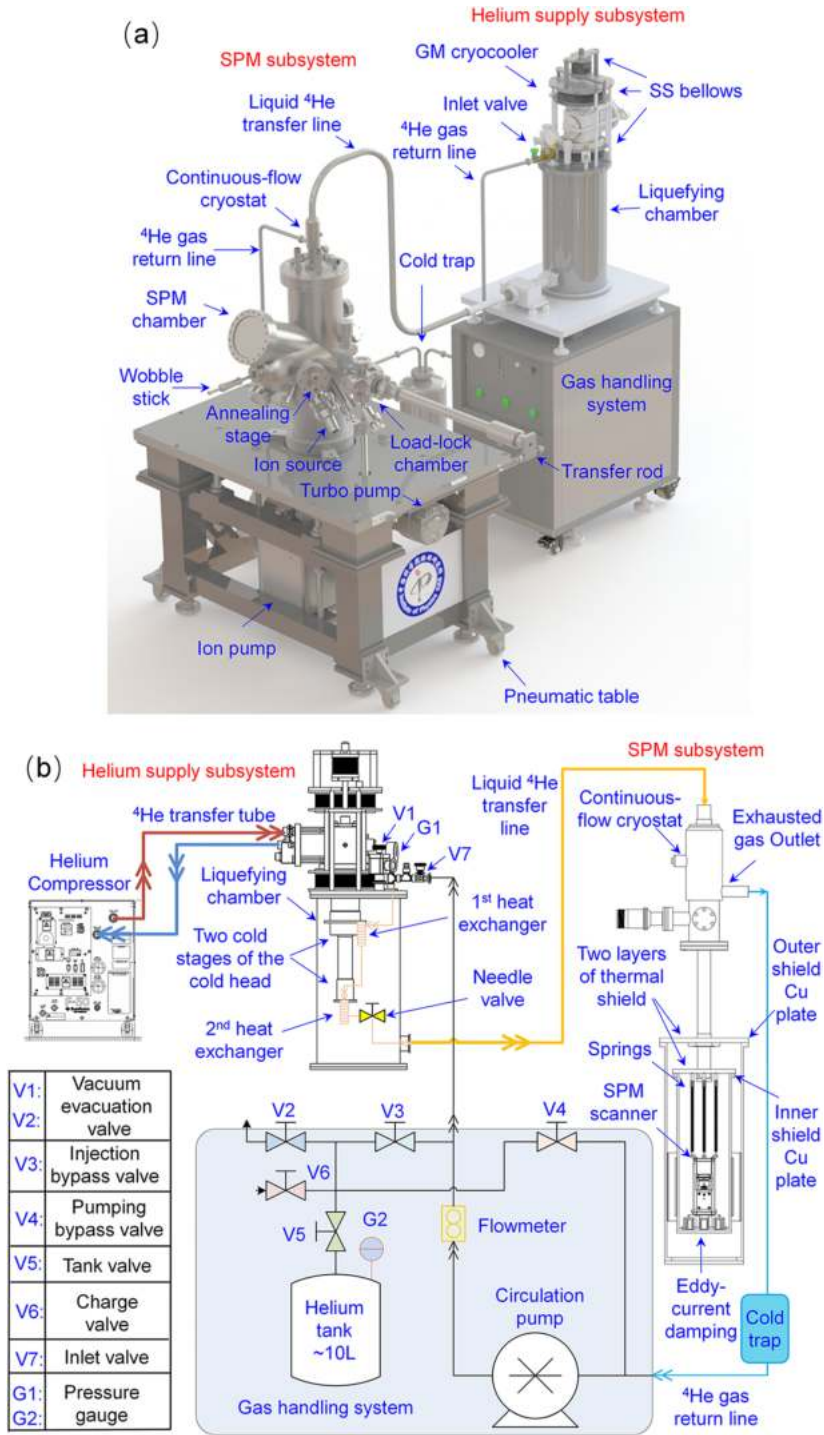 (a)
Helium supply subsystem
SPM subsystem
GM cryocooler
SS bellows
Liquid ⁴He
transfer line
Inlet valve
⁴He gas
return line
Continuous-flow
cryostat
Liquefying
chamber
⁴He gas
return line
Cold trap
SPM
chamber
Wobble
stick
Gas handling
system
Annealing
stage
Ion source
Load-lock
chamber
Transfer rod
Turbo pump
Ion pump
Pneumatic table
(b)
Helium supply subsystem
SPM subsystem
⁴He transfer tube
V1
G1
V7
Liquid ⁴He
transfer
line
Continuous-
flow
cryostat
Exhausted
gas Outlet
Helium
Compressor
Liquefying
chamber
1st heat
exchanger
Two cold
stages of
the cold
head
Needle
valve
2nd heat
exchanger
Two layers
of thermal
shield
Outer
shield
Cu
plate
Springs
SPM
scanner
Inner
shield
Cu
plate
V1:
V2:
Vacuum
evacuation
valve
V3:
Injection
bypass valve
V4:
Pumping
bypass valve
V5:
Tank valve
V6:
Charge
valve
V7:
Inlet valve
G1:
G2:
Pressure
gauge
V2
V3
V4
V6
V5
G2
Flowmeter
Helium
tank
~10L
Circulation
pump
Gas handling system
Eddy-
current
damping
Cold
trap
⁴He gas
return line